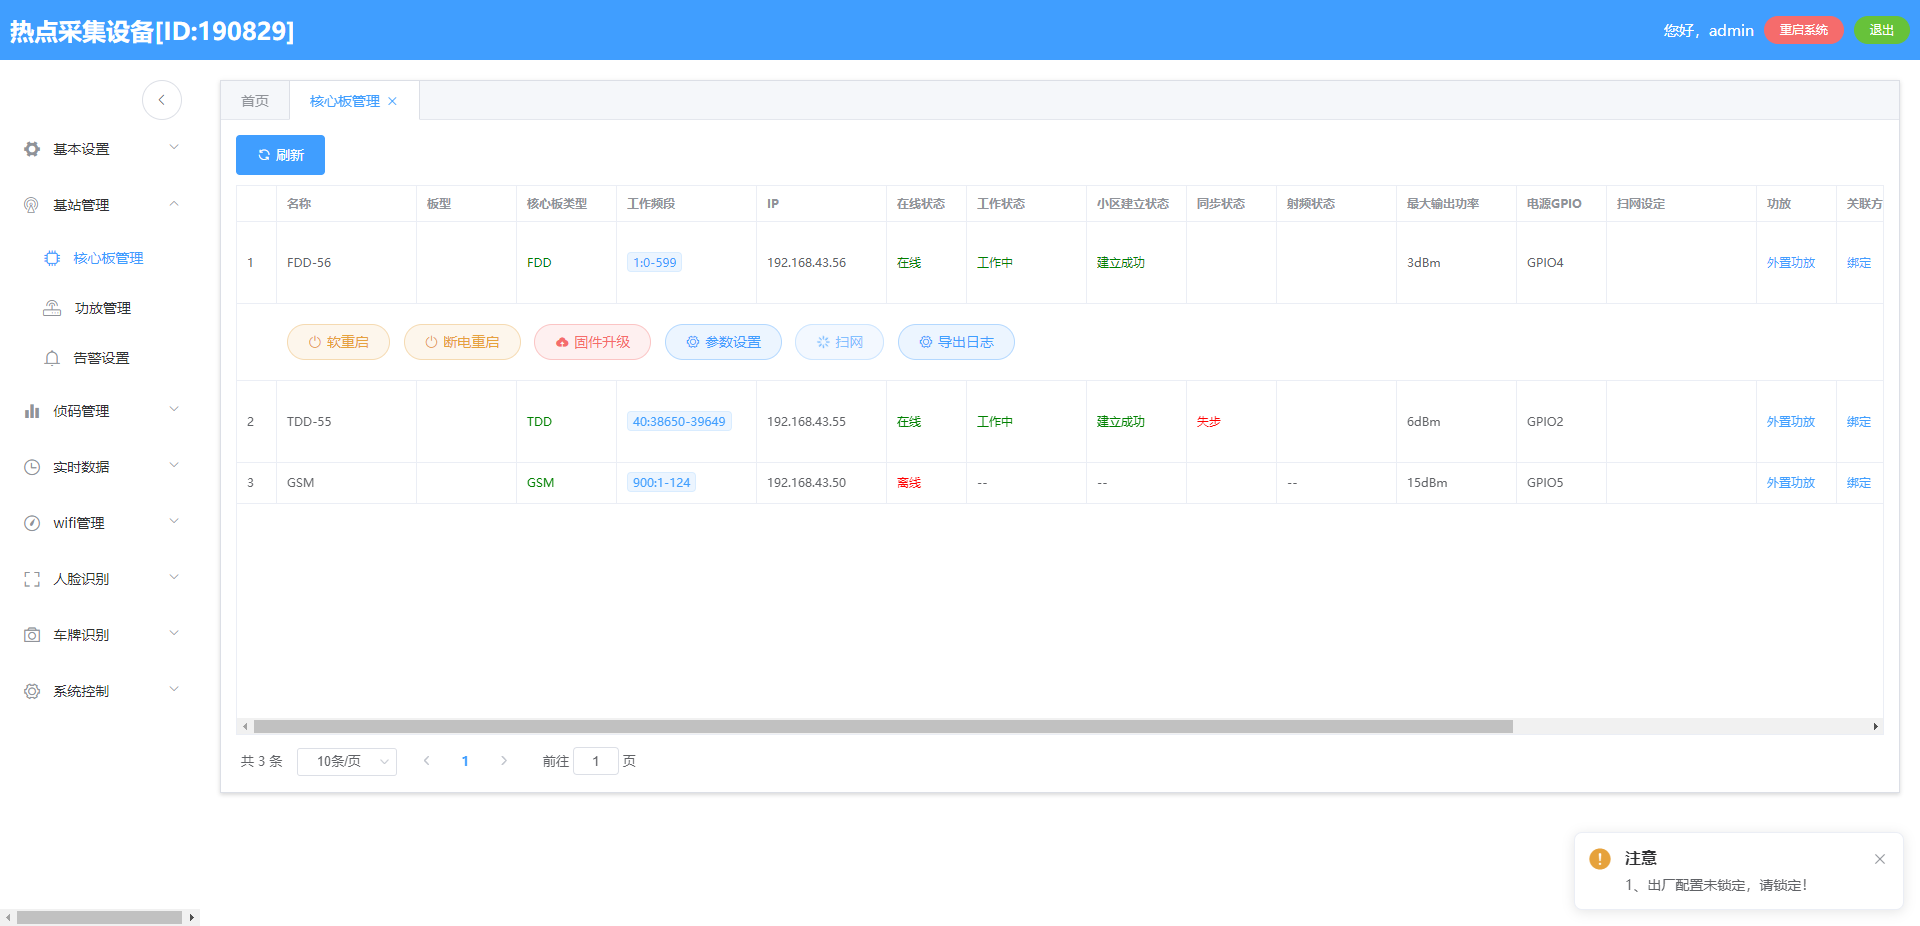 热点采集设备[ID:190829]
您好，admin 重启系统 退出
首页 核心板管理
基本设置
基站管理
核心板管理
功放管理
告警设置
侦码管理
实时数据
wifi管理
人脸识别
车牌识别
系统控制
刷新
名称 板型 核心板类型 工作频段 IP 在线状态 工作状态 小区建立状态 同步状态 射频状态 最大输出功率 电源GPIO 扫网设定 功放 关联方
1 FDD-56 FDD 1:0-599 192.168.43.56 在线 工作中 建立成功 3dBm GPIO4 外置功放 绑定
软重启 断电重启 固件升级 参数设置 扫网 导出日志
2 TDD-55 TDD 40:38650-39649 192.168.43.55 在线 工作中 建立成功 失步 6dBm GPIO2 外置功放 绑定
3 GSM GSM 900:1-124 192.168.43.50 离线 -- -- -- 15dBm GPIO5 外置功放 绑定
共 3 条 10条/页 1 前往 1 页
注意
1、出厂配置未锁定，请锁定！